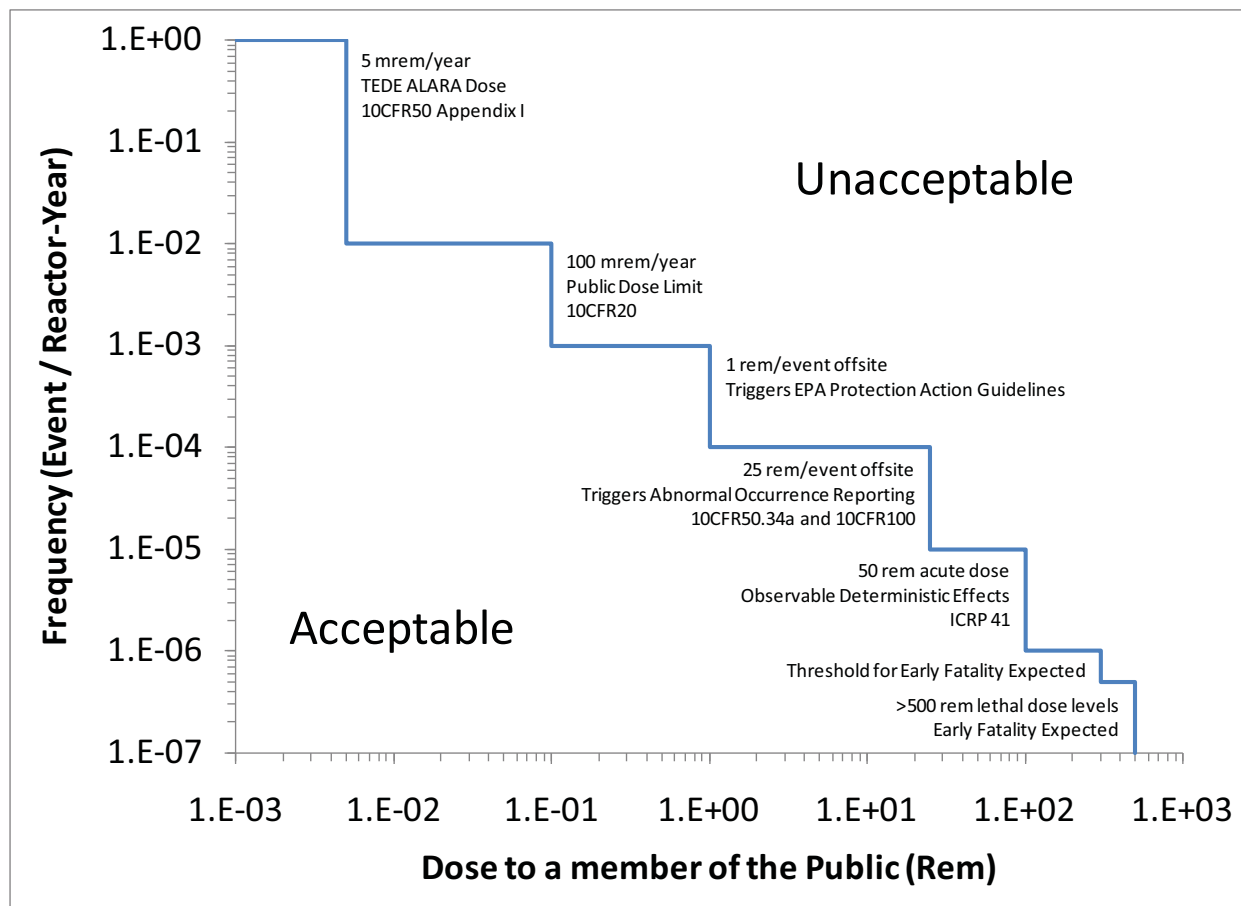 1.E+00
5 mrem/year
TEDE ALARA Dose
10CFR50 Appendix I
1.E-01
Unacceptable
1.E-02
100 mrem/year
Public Dose Limit
10CFR20
1.E-03
1 rem/event offsite
Triggers EPA Protection Action Guidelines
1.E-04
25 rem/event offsite
Triggers Abnormal Occurrence Reporting
10CFR50.34a and 10CFR100
1.E-05
50 rem acute dose
Observable Deterministic Effects
ICRP 41
Acceptable
1.E-06
Threshold for Early Fatality Expected
>500 rem lethal dose levels
Early Fatality Expected
1.E-07
Frequency (Event / Reactor-Year)
1.E-03 1.E-02 1.E-01 1.E+00 1.E+01 1.E+02 1.E+03
Dose to a member of the Public (Rem)